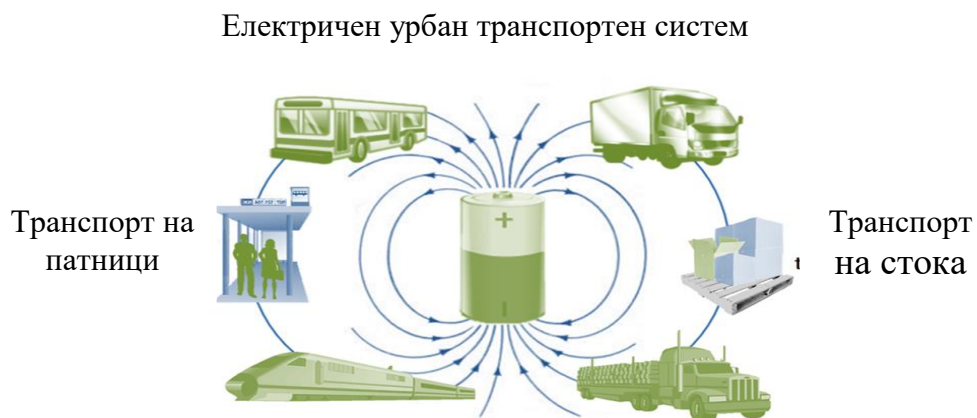 Електричен урбан транспортен систем
Транспорт на
патници
Транспорт
на стока
t